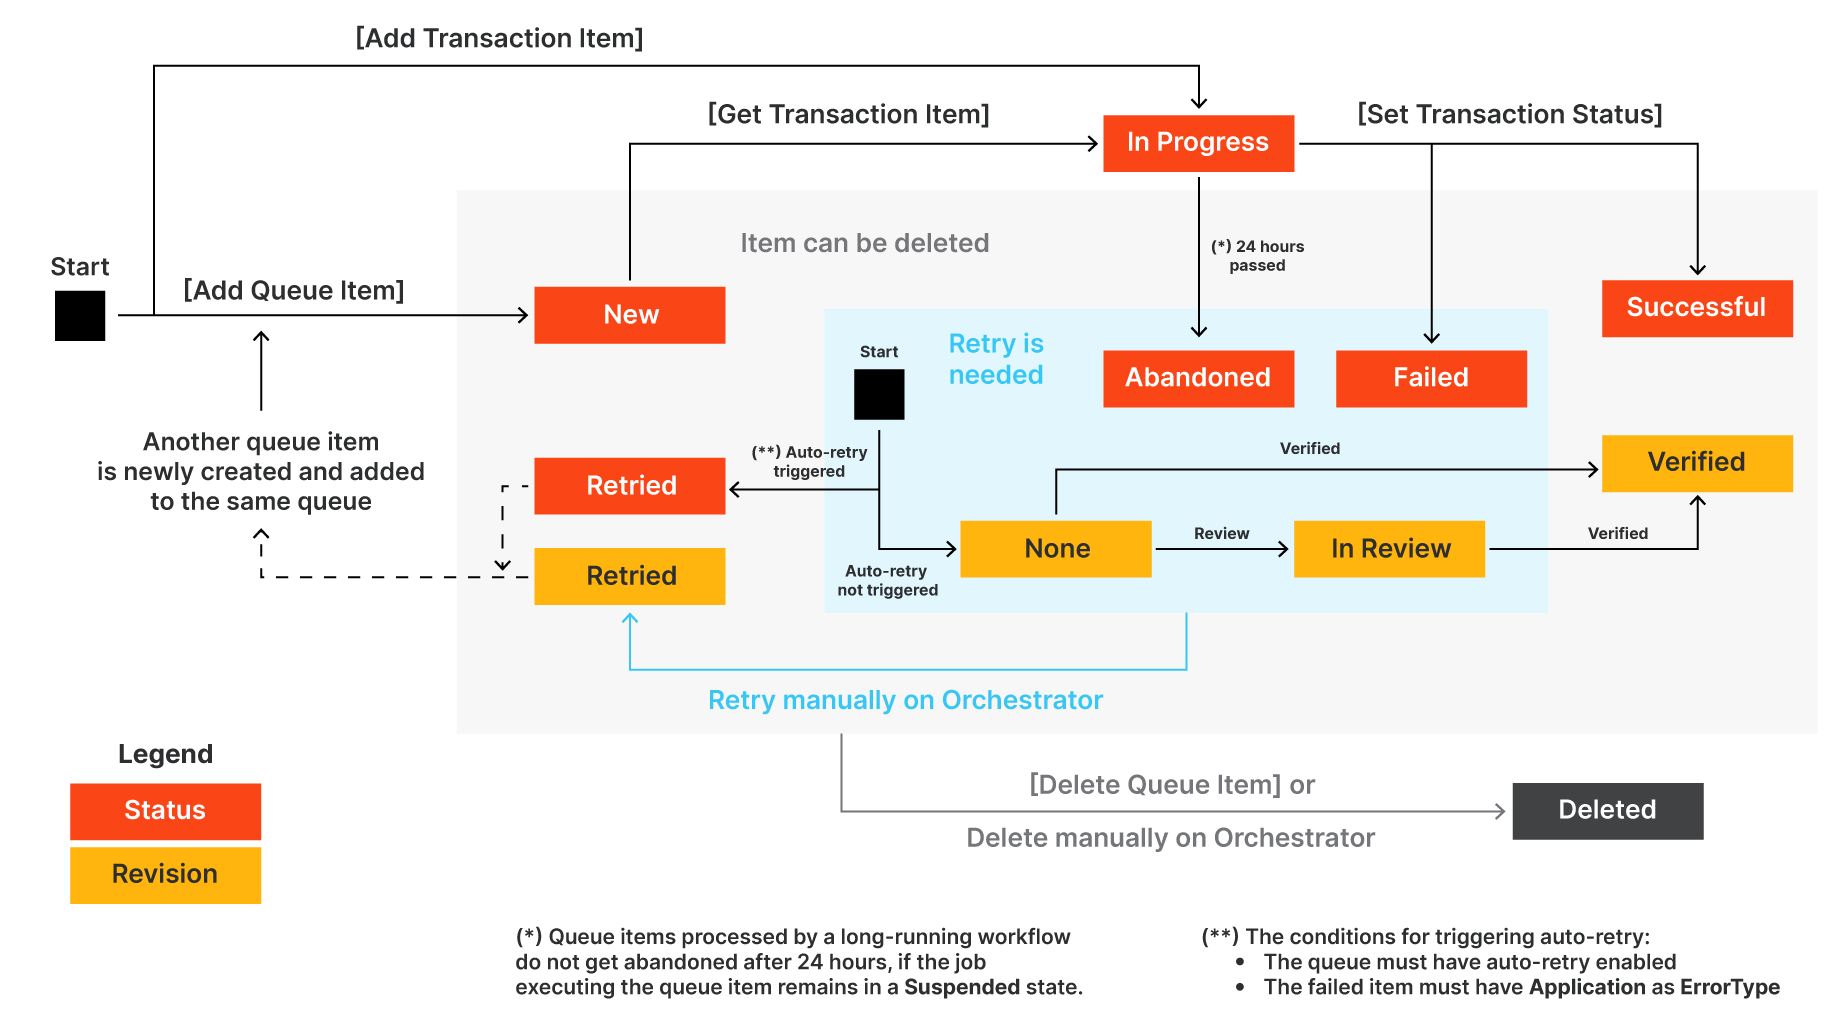 [Add Transaction Item]
[Get Transaction Item]
In Progress
[Set Transaction Status]
Item can be deleted
(*) 24 hours
passed
Start
[Add Queue Item]
New
Successful
Start
Retry is
needed
Abandoned
Failed
Another queue item
is newly created and added
to the same queue
(**) Auto-retry
triggered
Verified
Verified
Retried
None
Review
In Review
Verified
Retried
Auto-retry
not triggered
Retry manually on Orchestrator
Legend
Status
Revision
[Delete Queue Item] or
Delete manually on Orchestrator
Deleted
(*) Queue items processed by a long-running workflow
do not get abandoned after 24 hours, if the job
executing the queue item remains in a Suspended state.
(**) The conditions for triggering auto-retry:
• The queue must have auto-retry enabled
• The failed item must have Application as ErrorType